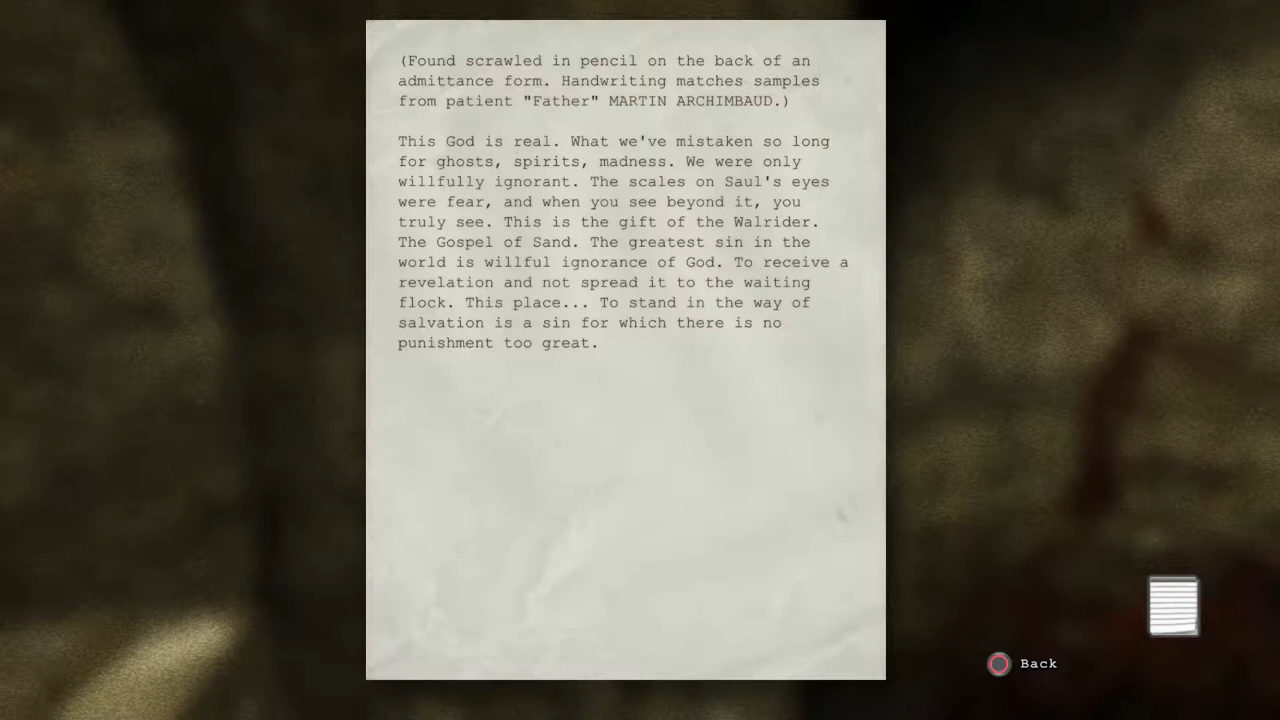 (Found scrawled in pencil on the back of an
admittance form. Handwriting matches samples
from patient "Father" MARTIN ARCHIMBAUD.)
This God is real. What we've mistaken so long
for ghosts, spirits, madness. We were only
willfully ignorant. The scales on Saul's eyes
were fear, and when you see beyond it, you
truly see. This is the gift of the Walrider.
The Gospel of Sand. The greatest sin in the
world is willful ignorance of God. To receive a
revelation and not spread it to the waiting
flock. This place... To stand in the way of
salvation is a sin for which there is no
punishment too great.
Back